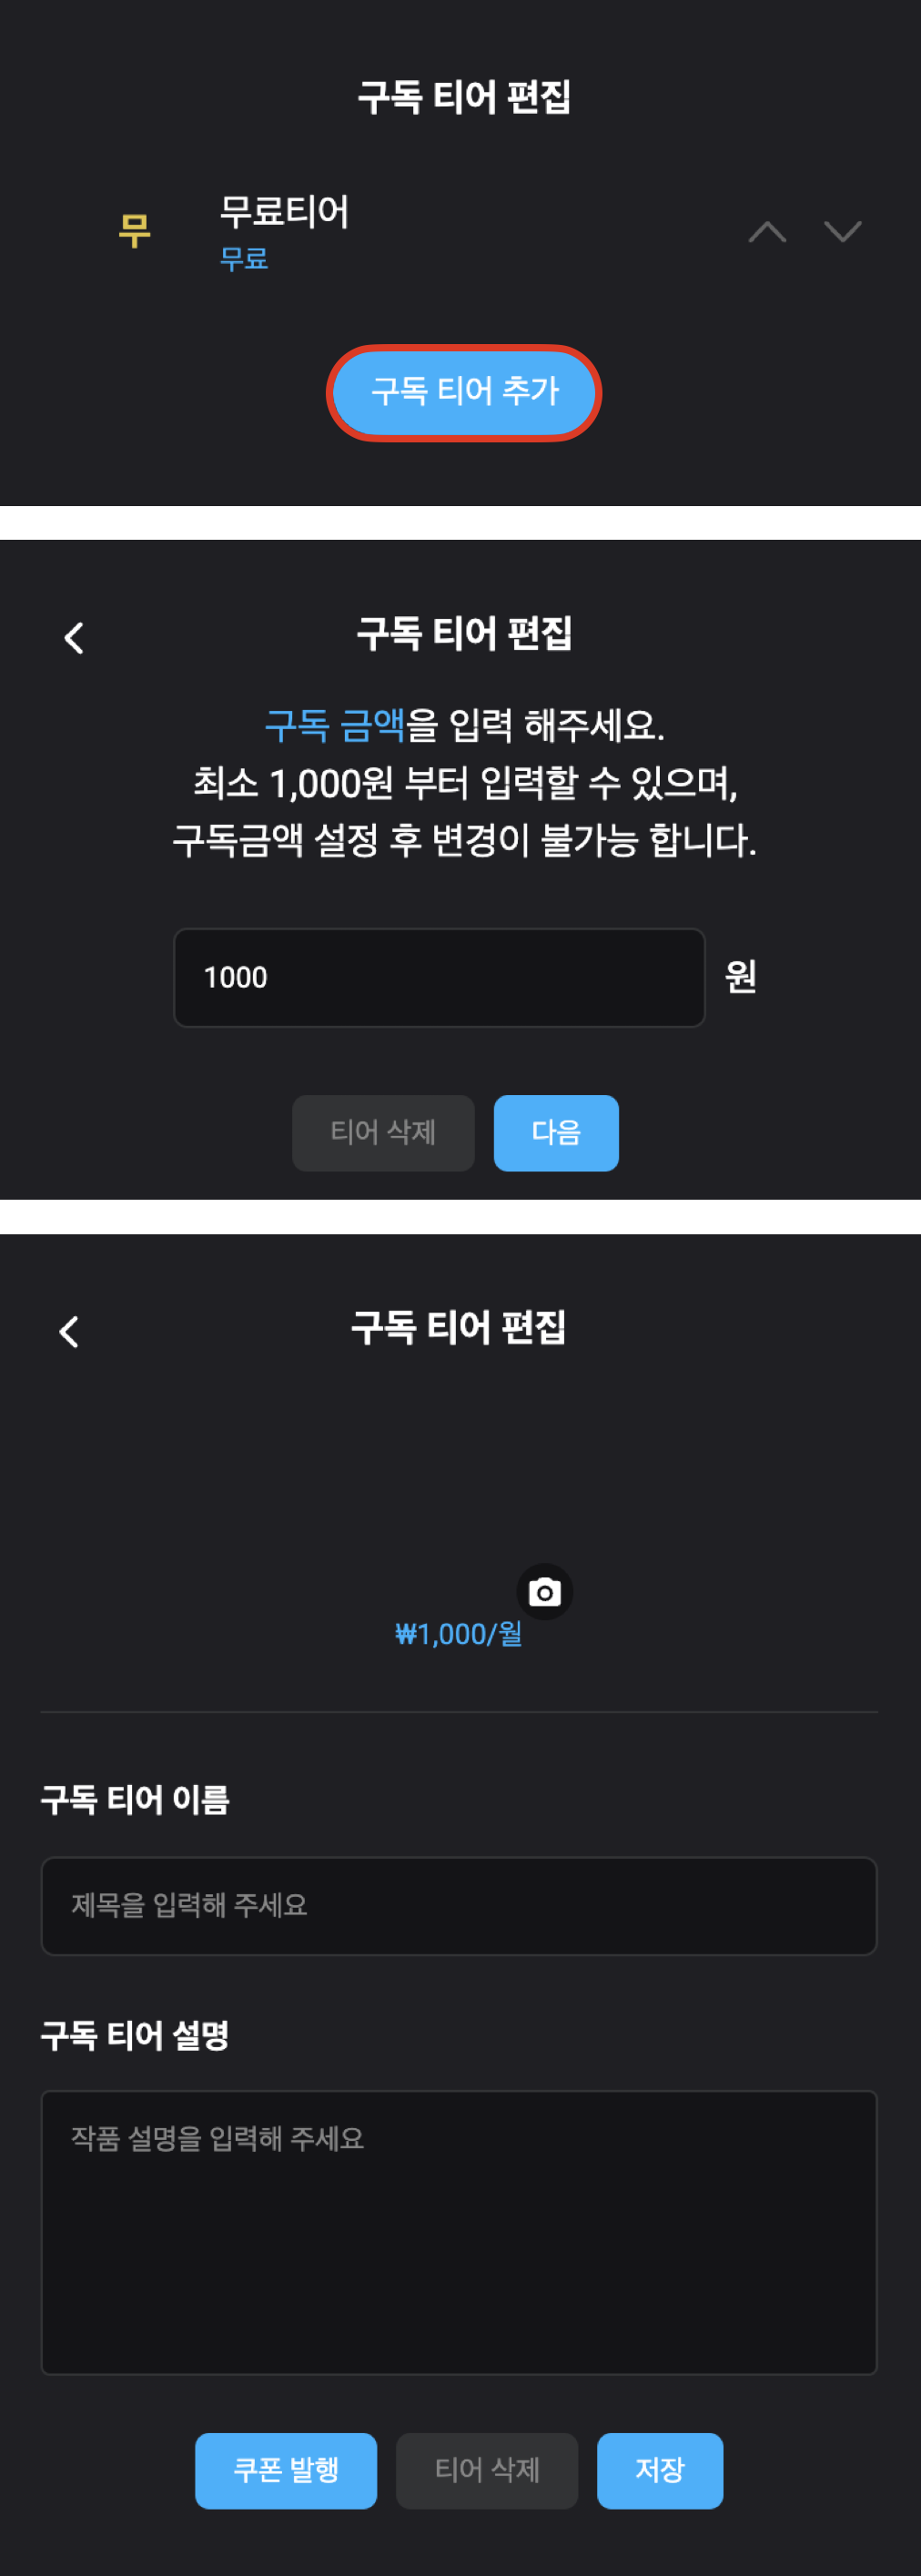 구독 티어 편집
무
무료티어
무료
구독 티어 추가
구독 티어 편집
구독 금액을 입력 해주세요.
최소 1,000원 부터 입력할 수 있으며,
구독금액 설정 후 변경이 불가능 합니다.
1000 원
티어 삭제 다음
구독 티어 편집
₩1,000/월
구독 티어 이름
제목을 입력해 주세요
구독 티어 설명
작품 설명을 입력해 주세요
쿠폰 발행 티어 삭제 저장